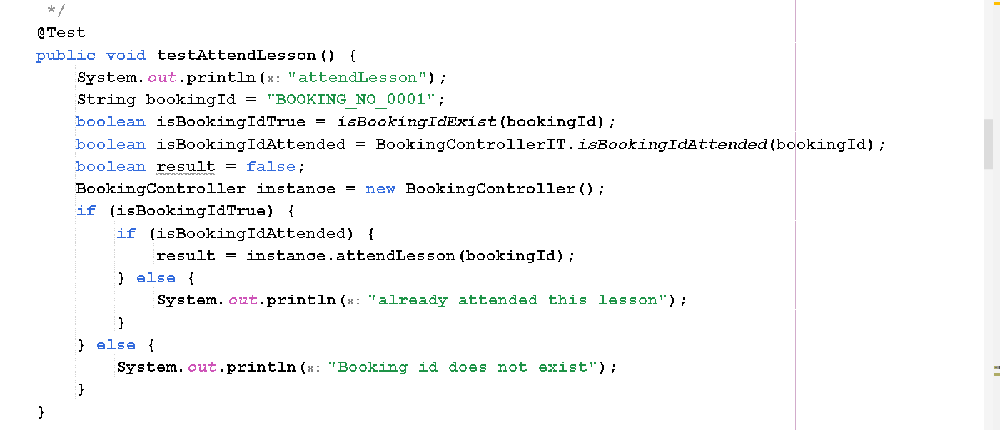 */
@Test
public void testAttendLesson() {
System.out.println(x: "attendLesson");
String bookingId = "BOOKING_NO_0001";
boolean isBookingIdTrue = isBookingIdExist(bookingId);
boolean isBookingIdAttended = BookingControllerIT.isBookingIdAttended(bookingId);
boolean result = false;
BookingController instance = new BookingController();
if (isBookingIdTrue) {
if (isBookingIdAttended) {
result = instance.attendLesson(bookingId);
} else {
System.out.println(x: "already attended this lesson");
}
} else {
System.out.println(x: "Booking id does not exist");
}
}